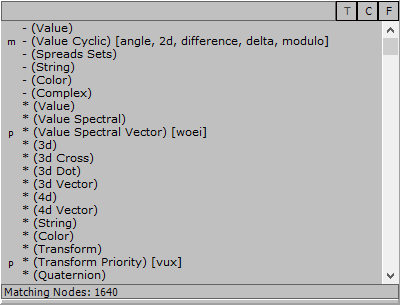 T C F
- (Value)
m - (Value Cyclic) [angle, 2d, difference, delta, modulo]
- (Spreads Sets)
- (String)
- (Color)
- (Complex)
* (Value)
* (Value Spectral)
p * (Value Spectral Vector) [woei]
* (3d)
* (3d Cross)
* (3d Dot)
* (3d Vector)
* (4d)
* (4d Vector)
* (String)
* (Color)
* (Transform)
p * (Transform Priority) [vux]
* (Quaternion)
Matching Nodes: 1640